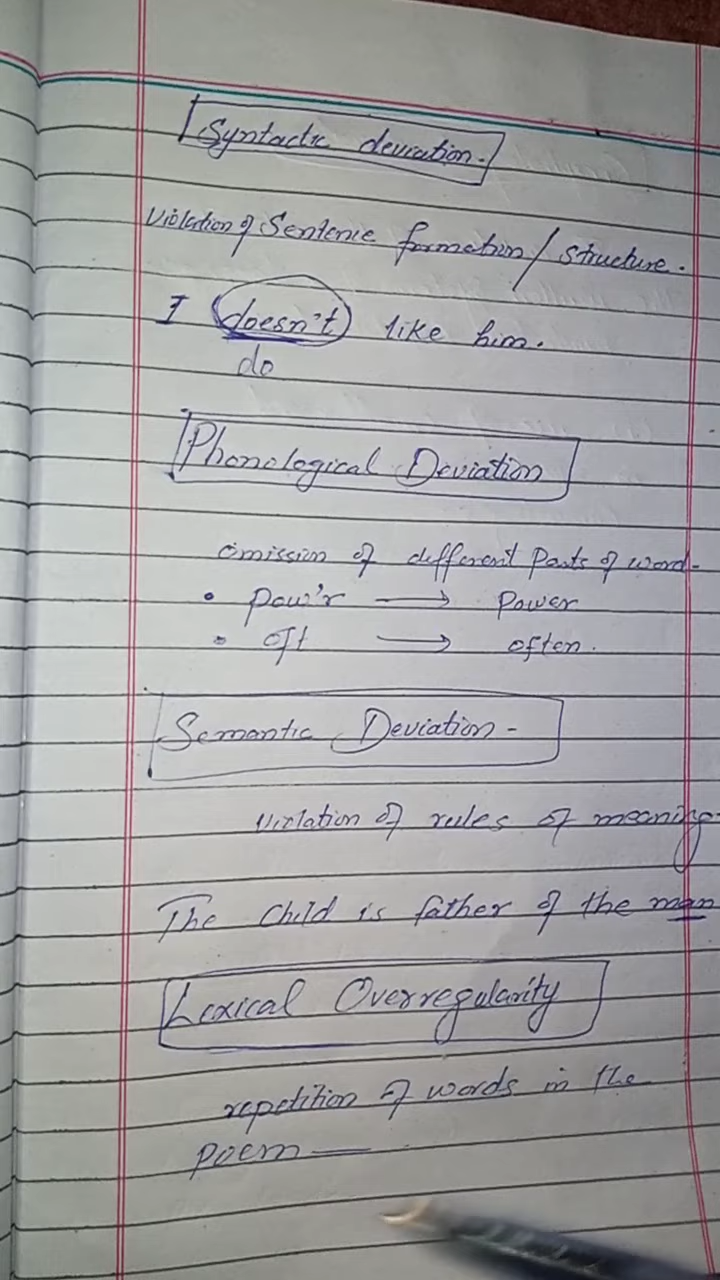 Syntactic deviation.
Violation of Sentence formation / structure.
I doesn't like him.
do
Phonological Deviation
omission of different Parts of word.
• Pow'r → Power
• oft → often.
Semantic Deviation -
Violation of rules of meaning.
The Child is father of the man
Lexical Overregularity
repetition of words in the
poem —